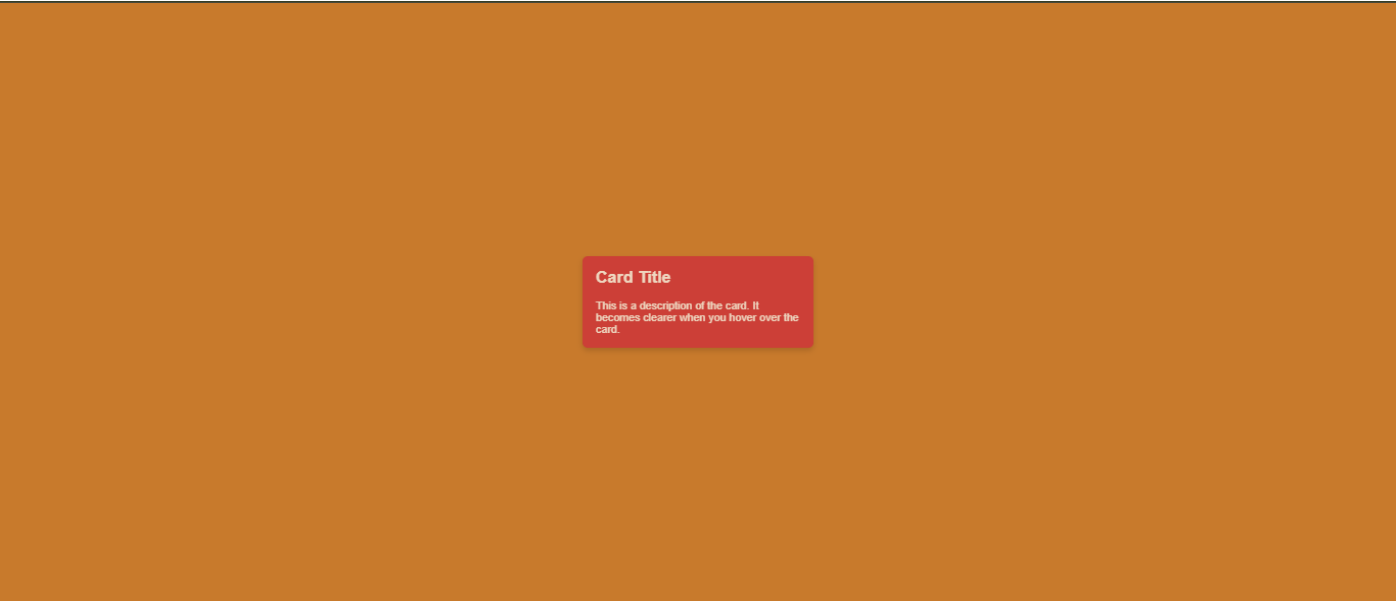 Card Title
This is a description of the card. It
becomes clearer when you hover over the
card.